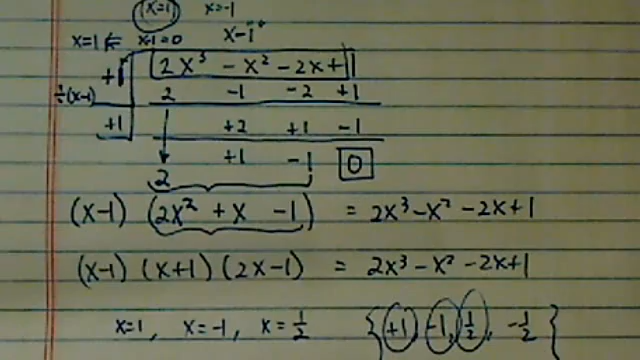 x=1 x=-1
x=1 ⇐ x-1=0 x-1
+1 2x³ - x² - 2x + 1
2 -1 -2 +1
+1 +2 +1 -1
2 +1 -1 0
(x-1) (2x² + x - 1) = 2x³ - x² - 2x + 1
(x-1) (x+1) (2x-1) = 2x³ - x² - 2x + 1
x=1, x=-1, x=½ {+1, -1, ½, -½}